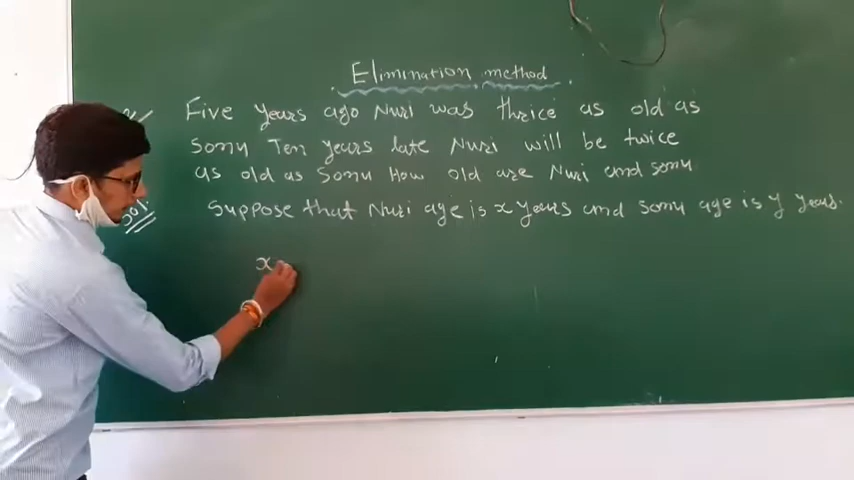 Elimination method
Five Years ago Nuri was thrice as old as
Sonu Ten years late Nuri will be twice
as old as Sonu How old are Nuri and Sonu
Sol
Suppose that Nuri age is x years and Sonu age is y years.
x